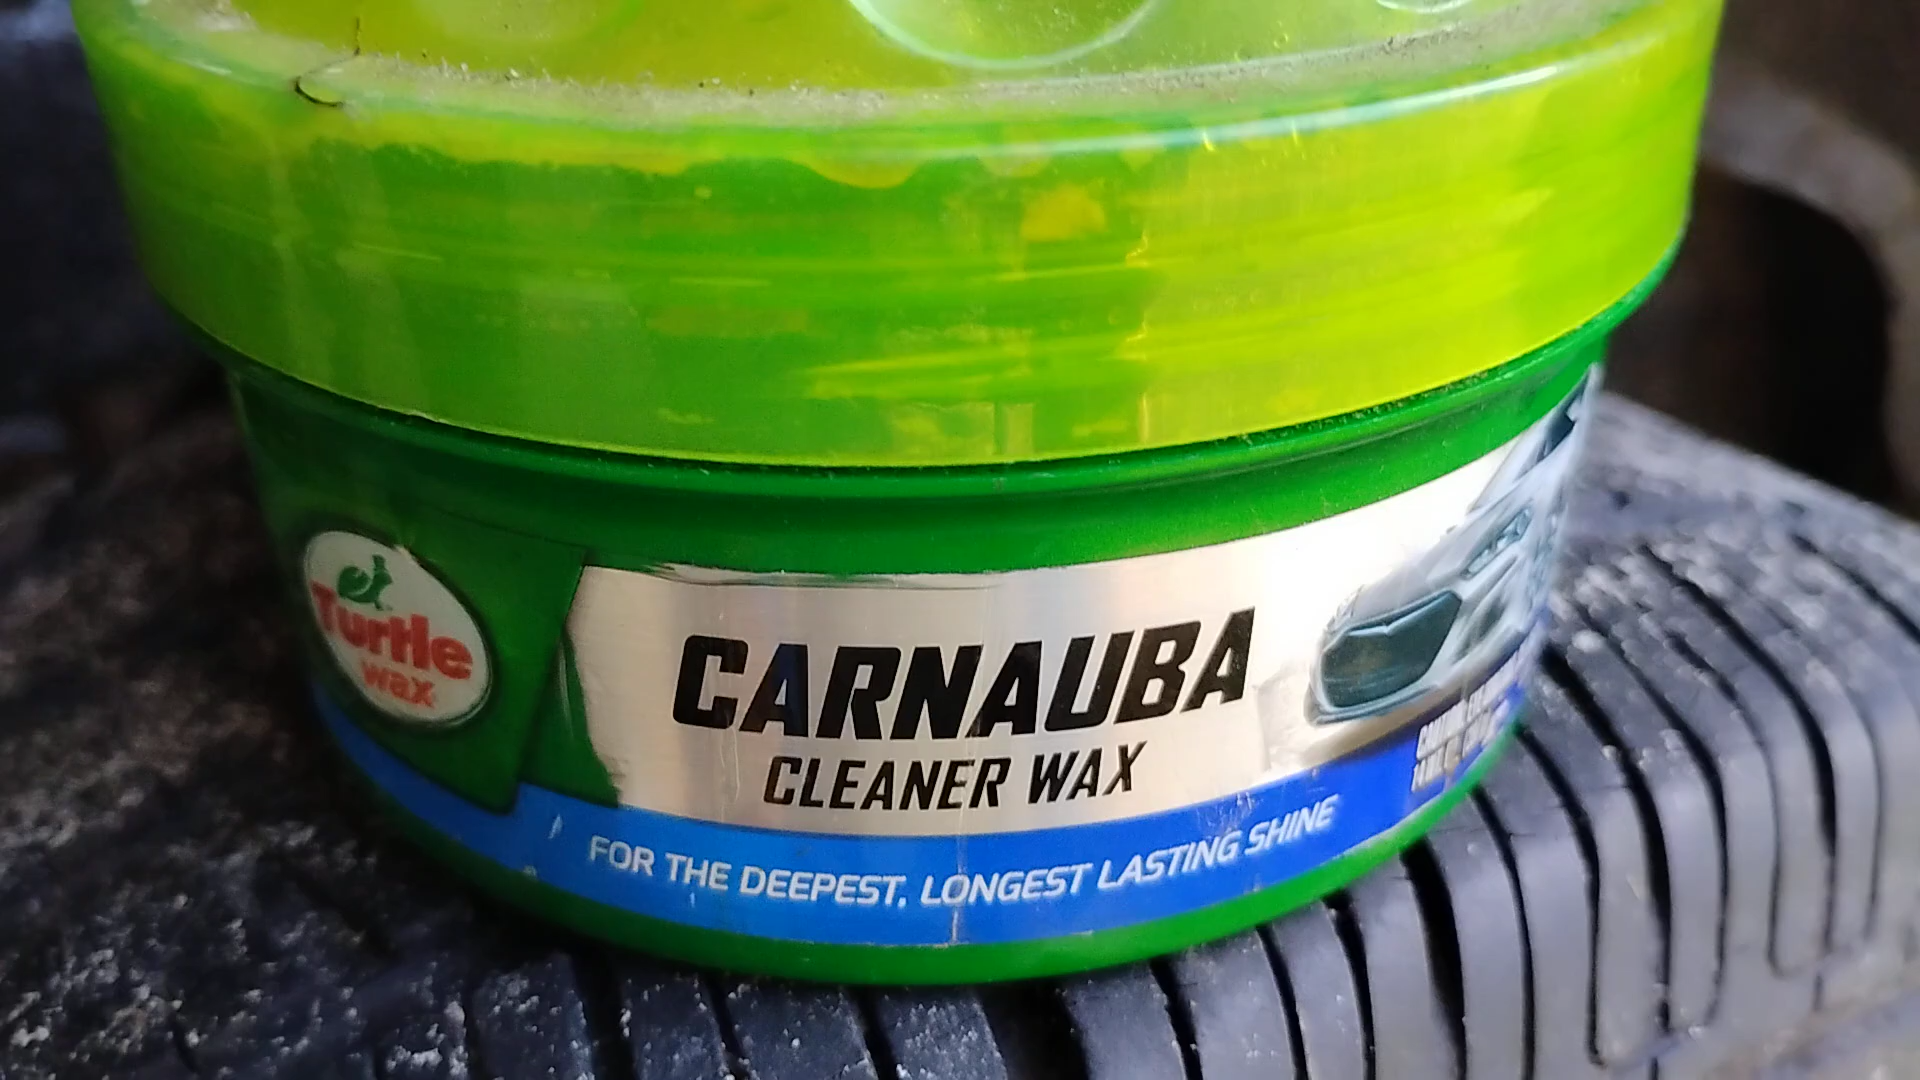 Turtle
wax
CARNAUBA
CLEANER WAX
FOR THE DEEPEST, LONGEST LASTING SHINE